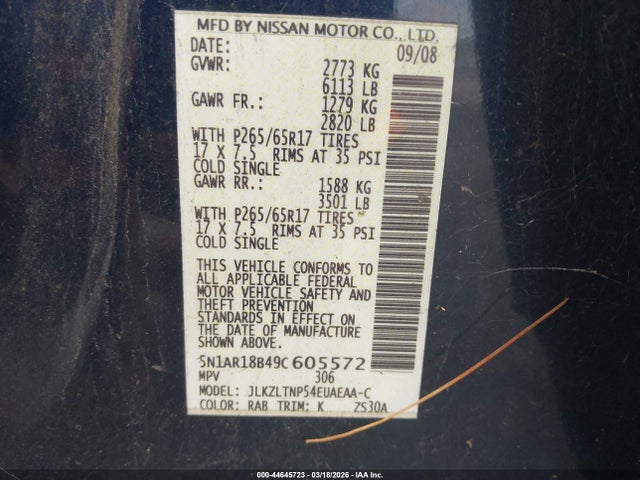 MFD BY NISSAN MOTOR CO., LTD.
DATE: 09/08
GVWR: 2773 KG
6113 LB
GAWR FR.: 1279 KG
2820 LB
WITH P265/65R17 TIRES
17 X 7.5 RIMS AT 35 PSI
COLD SINGLE
GAWR RR.: 1588 KG
3501 LB
WITH P265/65R17 TIRES
17 X 7.5 RIMS AT 35 PSI
COLD SINGLE
THIS VEHICLE CONFORMS TO
ALL APPLICABLE FEDERAL
MOTOR VEHICLE SAFETY AND
THEFT PREVENTION
STANDARDS IN EFFECT ON
THE DATE OF MANUFACTURE
SHOWN ABOVE.
5N1AR18B49C605572
MPV 306
MODEL: JLKZLTNP54EUAEAA-C
COLOR: RAB TRIM: K ZS30A
000-44645723 - 03/18/2026 - IAA Inc.